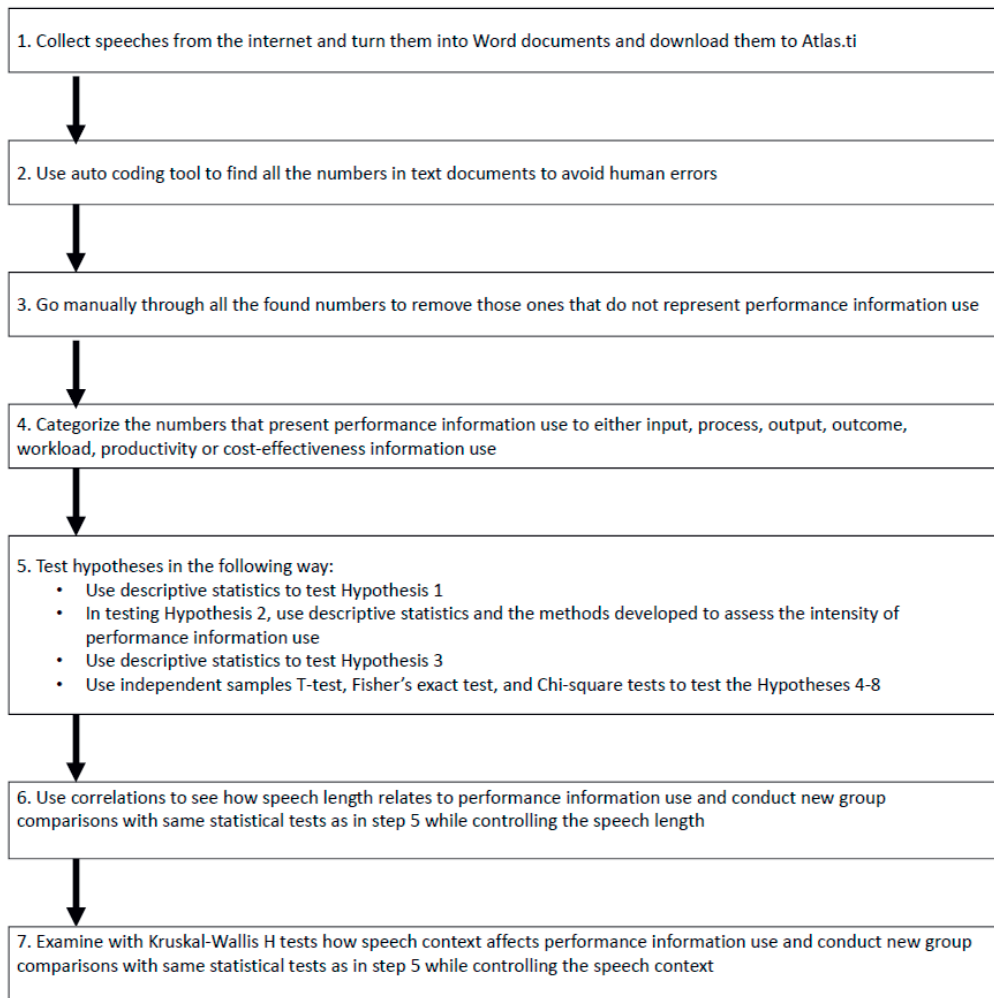 1. Collect speeches from the internet and turn them into Word documents and download them to Atlas.ti
2. Use auto coding tool to find all the numbers in text documents to avoid human errors
3. Go manually through all the found numbers to remove those ones that do not represent performance information use
4. Categorize the numbers that present performance information use to either input, process, output, outcome,
workload, productivity or cost-effectiveness information use
5. Test hypotheses in the following way:
• Use descriptive statistics to test Hypothesis 1
• In testing Hypothesis 2, use descriptive statistics and the methods developed to assess the intensity of
performance information use
• Use descriptive statistics to test Hypothesis 3
• Use independent samples T-test, Fisher’s exact test, and Chi-square tests to test the Hypotheses 4-8
6. Use correlations to see how speech length relates to performance information use and conduct new group
comparisons with same statistical tests as in step 5 while controlling the speech length
7. Examine with Kruskal-Wallis H tests how speech context affects performance information use and conduct new group
comparisons with same statistical tests as in step 5 while controlling the speech context